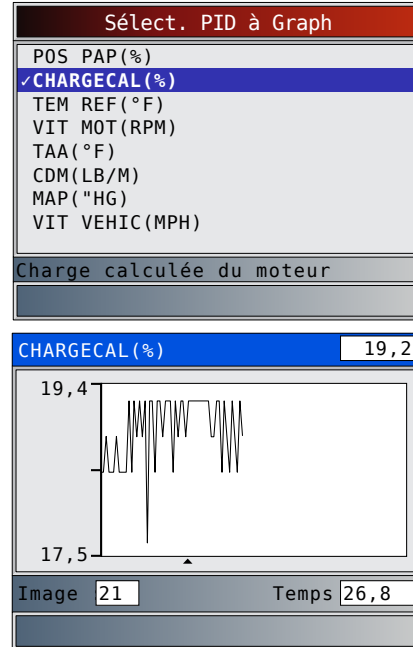 Sélect. PID à Graph
POS PAP(%)
✓CHARGECAL(%)
TEM REF(°F)
VIT MOT(RPM)
TAA(°F)
CDM(LB/M)
MAP("HG)
VIT VEHIC(MPH)
Charge calculée du moteur
CHARGECAL(%) 19,2
19,4
17,5
Image 21 Temps 26,8